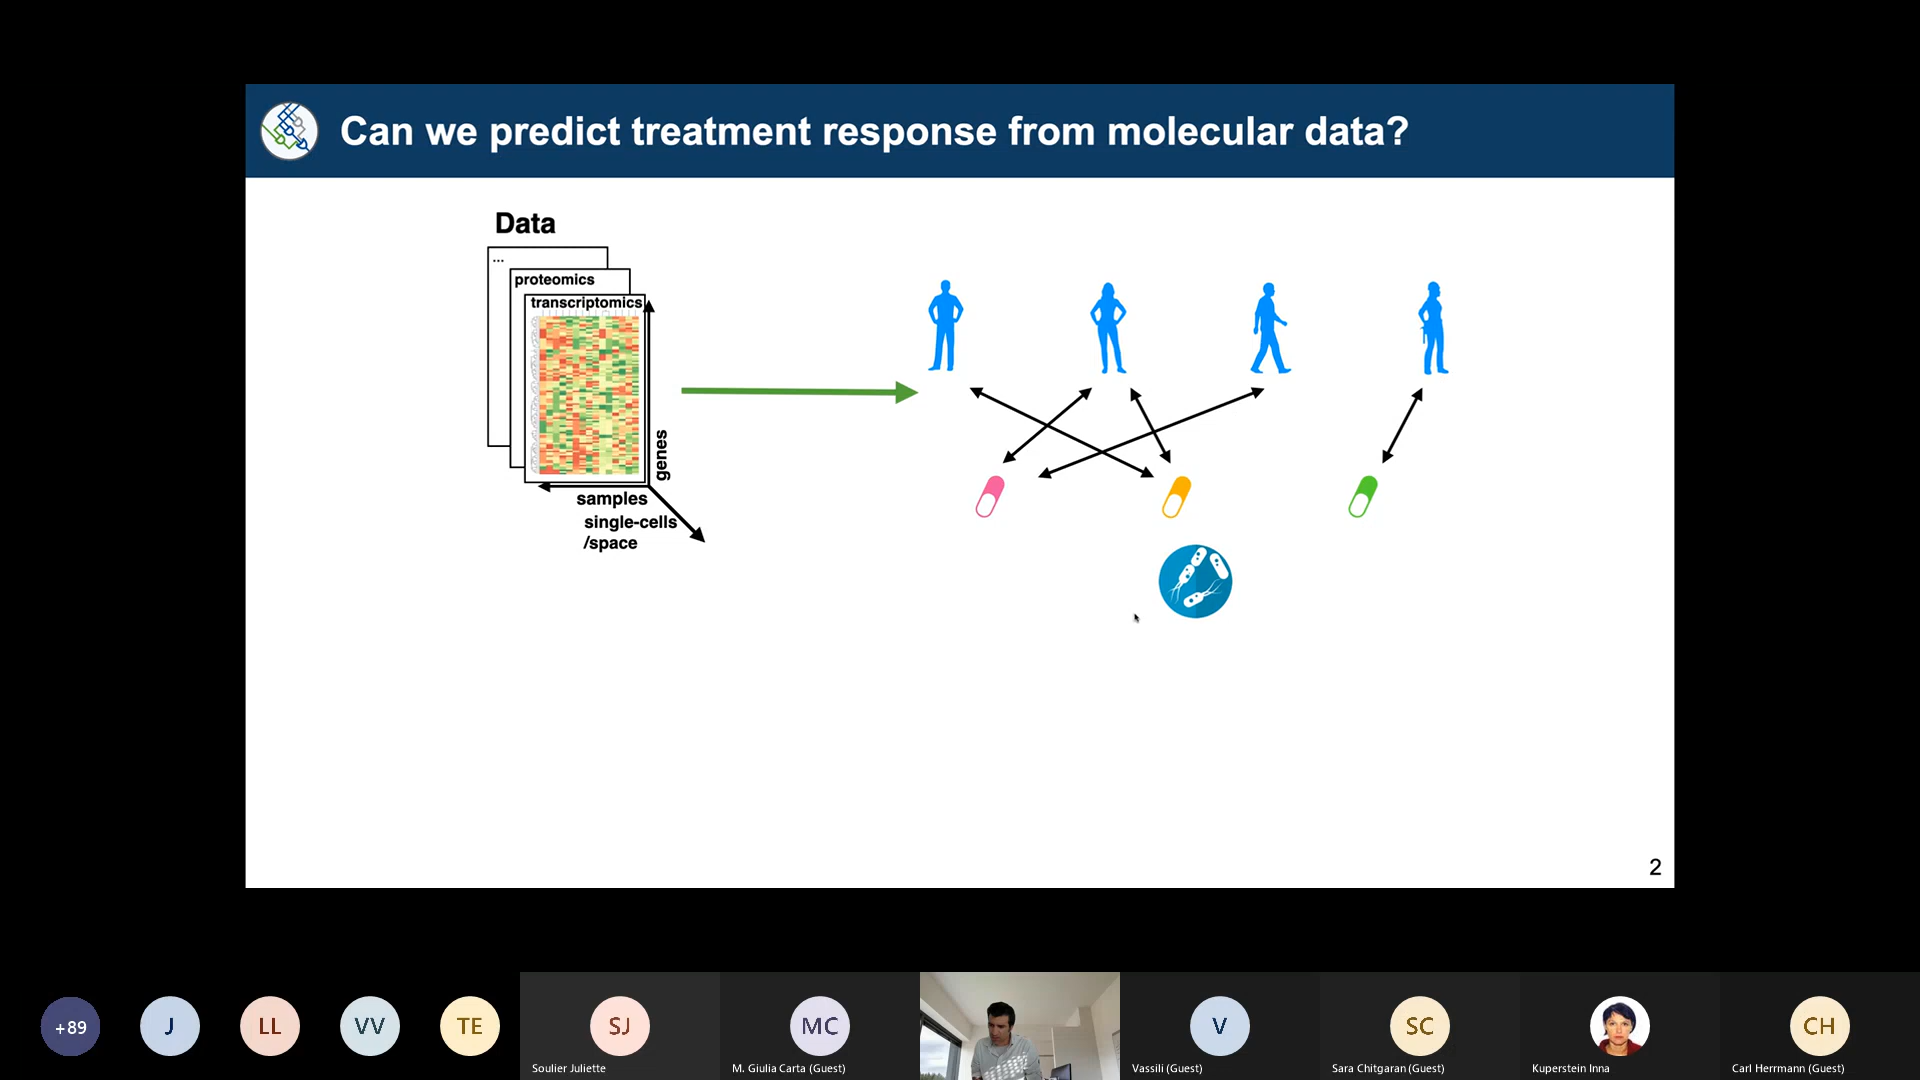 Can we predict treatment response from molecular data?
Data
...
proteomics
transcriptomics
genes
samples
single-cells
/space
2
+89
J
LL
VV
TE
SJ
Soulier Juliette
MC
M. Giulia Carta (Guest)
V
Vassili (Guest)
SC
Sara Chitgaran (Guest)
Kuperstein Inna
CH
Carl Herrmann (Guest)